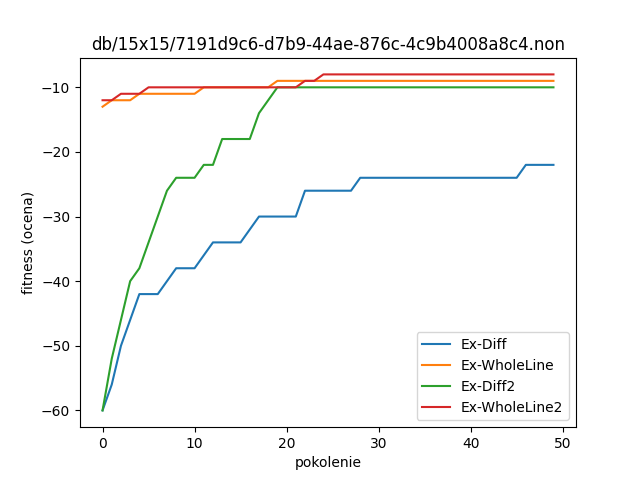 db/15x15/7191d9c6-d7b9-44ae-876c-4c9b4008a8c4.non
fitness (ocena)
−10
−20
−30
−40
−50
−60
Ex-Diff
Ex-WholeLine
Ex-Diff2
Ex-WholeLine2
0 10 20 30 40 50
pokolenie